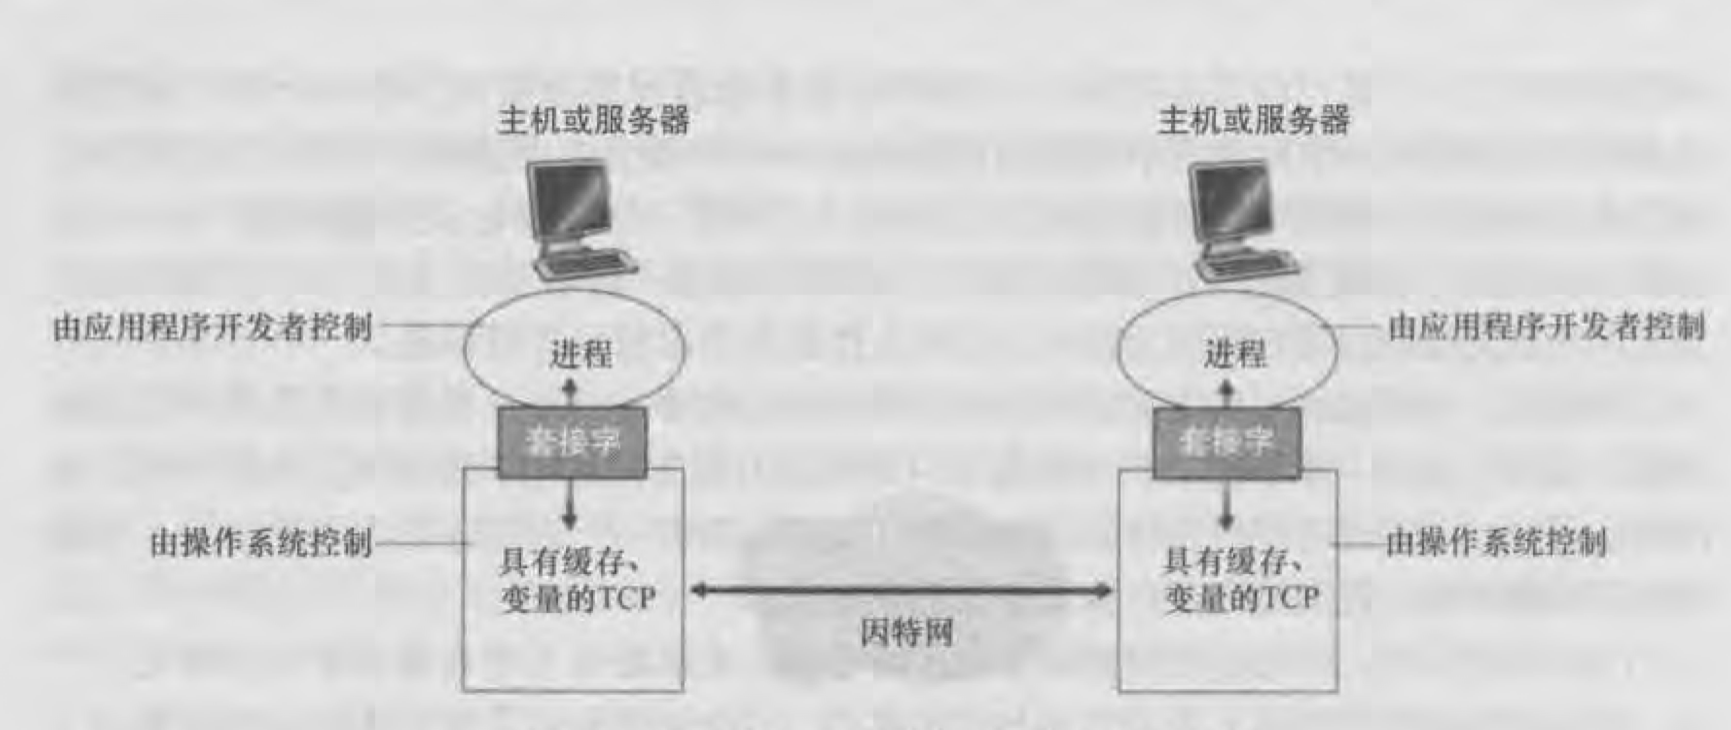 主机或服务器
主机或服务器
由应用程序开发者控制
进程
进程
由应用程序开发者控制
套接字
套接字
由操作系统控制
具有缓存、
变量的TCP
因特网
具有缓存、
变量的TCP
由操作系统控制